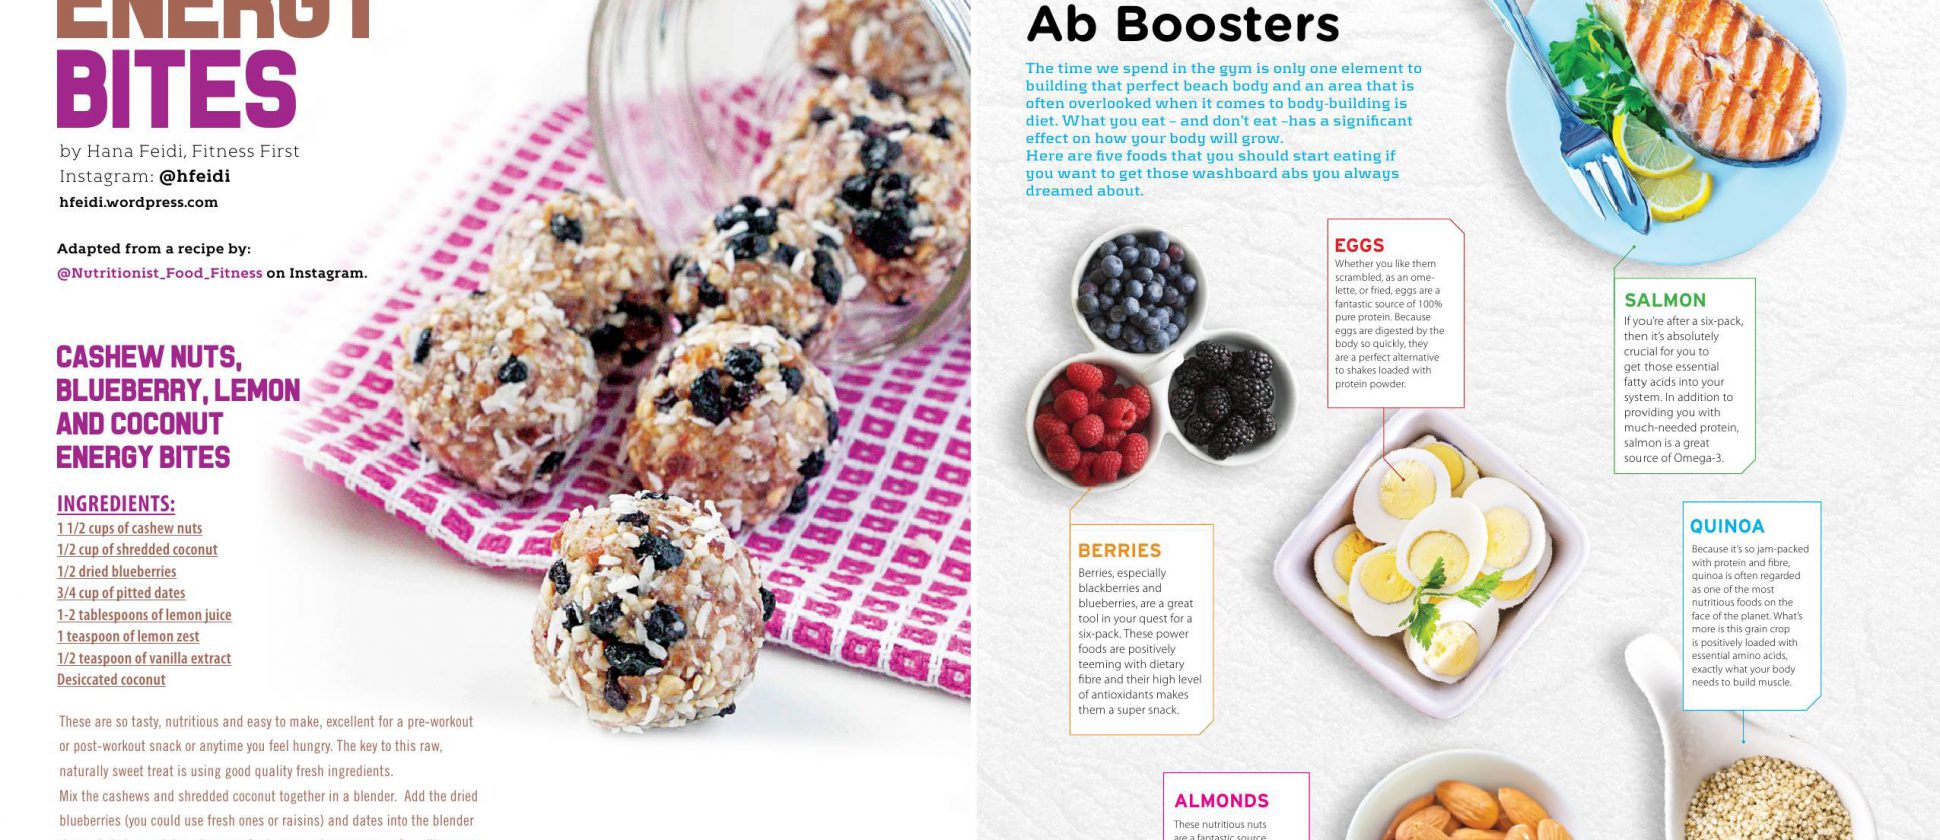 ENERGY
BITES
by Hana Feidi, Fitness First
Instagram: @hfeidi
hfeidi.wordpress.com
Adapted from a recipe by:
@Nutritionist_Food_Fitness on Instagram.
CASHEW NUTS,
BLUEBERRY, LEMON
AND COCONUT
ENERGY BITES
INGREDIENTS:
1 1/2 cups of cashew nuts
1/2 cup of shredded coconut
1/2 dried blueberries
3/4 cup of pitted dates
1-2 tablespoons of lemon juice
1 teaspoon of lemon zest
1/2 teaspoon of vanilla extract
Desiccated coconut
These are so tasty, nutritious and easy to make, excellent for a pre-workout
or post-workout snack or anytime you feel hungry. The key to this raw,
naturally sweet treat is using good quality fresh ingredients.
Mix the cashews and shredded coconut together in a blender. Add the dried
blueberries (you could use fresh ones or raisins) and dates into the blender
Ab Boosters
The time we spend in the gym is only one element to
building that perfect beach body and an area that is
often overlooked when it comes to body-building is
diet. What you eat – and don't eat –has a significant
effect on how your body will grow.
Here are five foods that you should start eating if
you want to get those washboard abs you always
dreamed about.
EGGS
Whether you like them
scrambled, as an ome-
lette, or fried, eggs are a
fantastic source of 100%
pure protein. Because
eggs are digested by the
body so quickly, they
are a perfect alternative
to shakes loaded with
protein powder.
SALMON
If you're after a six-pack,
then it's absolutely
crucial for you to
get those essential
fatty acids into your
system. In addition to
providing you with
much-needed protein,
salmon is a great
source of Omega-3.
BERRIES
Berries, especially
blackberries and
blueberries, are a great
tool in your quest for a
six-pack. These power
foods are positively
teeming with dietary
fibre and their high level
of antioxidants makes
them a super snack.
QUINOA
Because it's so jam-packed
with protein and fibre,
quinoa is often regarded
as one of the most
nutritious foods on the
face of the planet. What's
more is this grain crop
is positively loaded with
essential amino acids,
exactly what your body
needs to build muscle.
ALMONDS
These nutritious nuts
are a fantastic source